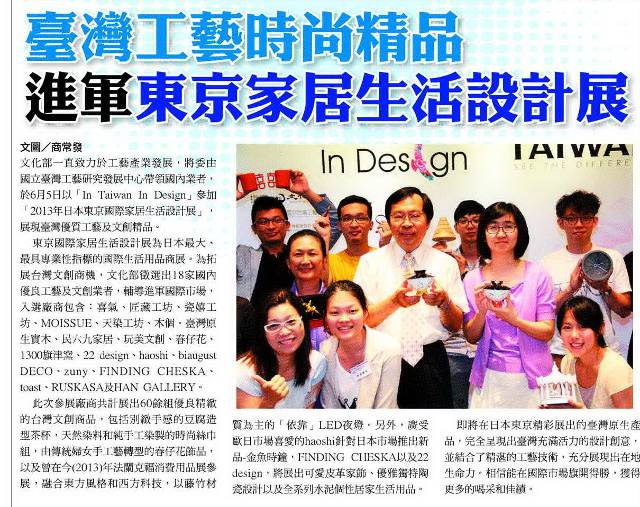 臺灣工藝時尚精品
進軍東京家居生活設計展
文圖／商常發
文化部一直致力於工藝產業發展，將委由
國立臺灣工藝研究發展中心帶領國內業者，
於6月5日以「In Taiwan In Design」參加
「2013年日本東京國際家居生活設計展」，
展現臺灣優質工藝及文創精品。
東京國際家居生活設計展為日本最大、
最具專業性指標的國際生活用品商展。為拓
展台灣文創商機，文化部徵選出18家國內
優良工藝及文創業者，輔導進軍國際市場，
入選廠商包含：喜氣、匠藏工坊、瓷嬉工
坊、MOISSUE、天染工坊、木個、臺灣原
生實木、民六九家居、玩美文創、春仔花、
1300旗津窯、22 design、haoshi、biaugust
DECO、zuny、FINDING CHESKA、
toast、RUSKASA及HAN GALLERY。
此次參展廠商共計展出60餘組優良精緻
的台灣文創商品，包括別緻手感的豆腐造
型茶杯，天然染料和純手工染製的時尚絲巾
組，由傳統婦女手工藝轉型的春仔花飾品，
以及曾在今(2013)年法蘭克福消費用品展參
展，融合東方風格和西方科技，以藤竹材
In Design
TAIWA
SEE THE DIFFERE
質為主的「依靠」LED夜燈。另外，廣受
歐日市場喜愛的haoshi針對日本市場推出新
品-金魚時鐘，FINDING CHESKA以及22
design，將展出可愛皮革家飾、優雅獨特陶
瓷設計以及全系列水泥個性居家生活用品。
即將在日本東京精彩展出的臺灣原生產
品，完全呈現出臺灣充滿活力的設計創意，
並結合了精湛的工藝技術，充分展現出在地
生命力。相信能在國際市場旗開得勝，獲得
更多的喝采和佳績。